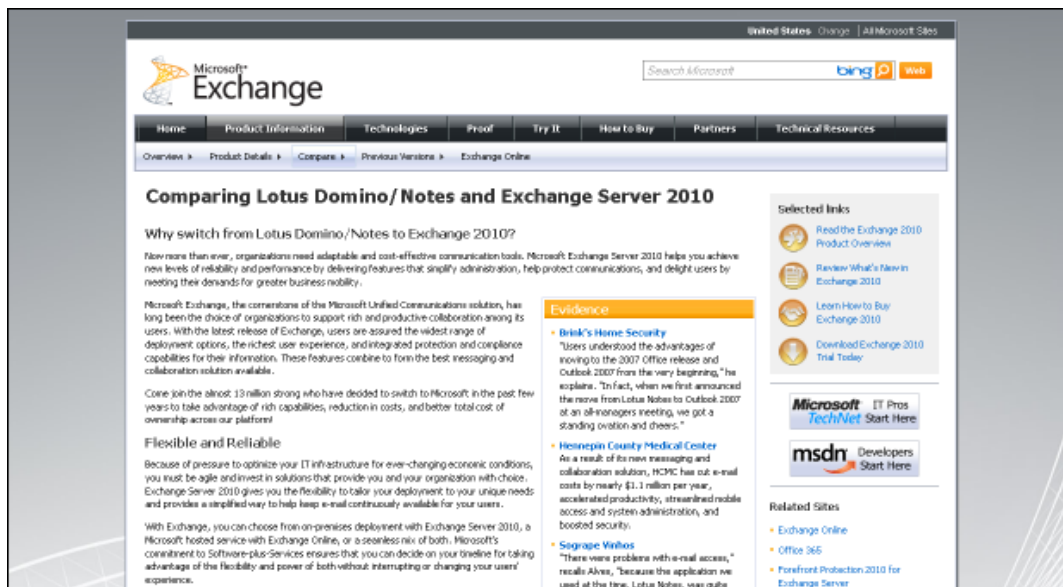 United States Change | All Microsoft Sites
Microsoft®
Exchange
Search Microsoft
bing
Web
Home
Product Information
Technologies
Proof
Try It
How to Buy
Partners
Technical Resources
Overview
Product Details
Compare
Previous Versions
Exchange Online
Comparing Lotus Domino/Notes and Exchange Server 2010
Why switch from Lotus Domino/Notes to Exchange 2010?
Now more than ever, organizations need adaptable and cost-effective communication tools. Microsoft Exchange Server 2010 helps you achieve
new levels of reliability and performance by delivering features that simplify administration, help protect communications, and delight users by
meeting their demands for greater business mobility.
Microsoft Exchange, the cornerstone of the Microsoft Unified Communications solution, has
long been the choice of organizations to support rich and productive collaboration among its
users. With the latest release of Exchange, users are assured the widest range of
deployment options, the richest user experience, and integrated protection and compliance
capabilities for their information. These features combine to form the best messaging and
collaboration solution available.
Come join the almost 13 million strong who have decided to switch to Microsoft in the past few
years to take advantage of rich capabilities, reduction in costs, and better total cost of
ownership across our platform!
Flexible and Reliable
Because of pressure to optimize your IT infrastructure for ever-changing economic conditions,
you must be agile and invest in solutions that provide you and your organization with choice.
Exchange Server 2010 gives you the flexibility to tailor your deployment to your unique needs
and provides a simplified way to help keep e-mail continuously available for your users.
With Exchange, you can choose from on-premises deployment with Exchange Server 2010, a
Microsoft hosted service with Exchange Online, or a seamless mix of both. Microsoft's
commitment to Software-plus-Services ensures that you can decide on your timeline for taking
advantage of the flexibility and power of both without interrupting or changing your users'
experience.
Evidence
Brink's Home Security
"Users understood the advantages of
moving to the 2007 Office release and
Outlook 2007 from the very beginning," he
explains. "In fact, when we first announced
the move from Lotus Notes to Outlook 2007
at an all-managers meeting, we got a
standing ovation and cheers."
Hennepin County Medical Center
As a result of its new messaging and
collaboration solution, HCMC has cut e-mail
costs by nearly $1.1 million per year,
accelerated productivity, streamlined mobile
access and system administration, and
boosted security.
Sogrape Vinhos
"There were problems with e-mail access,"
recalls Alves, "because the application we
used at the time, Lotus Notes, was quite
Selected links
Read the Exchange 2010
Product Overview
Review What's New in
Exchange 2010
Learn How to Buy
Exchange 2010
Download Exchange 2010
Trial Today
Microsoft TechNet
IT Pros
Start Here
msdn
Developers
Start Here
Related Sites
Exchange Online
Office 365
Forefront Protection 2010 for
Exchange Server